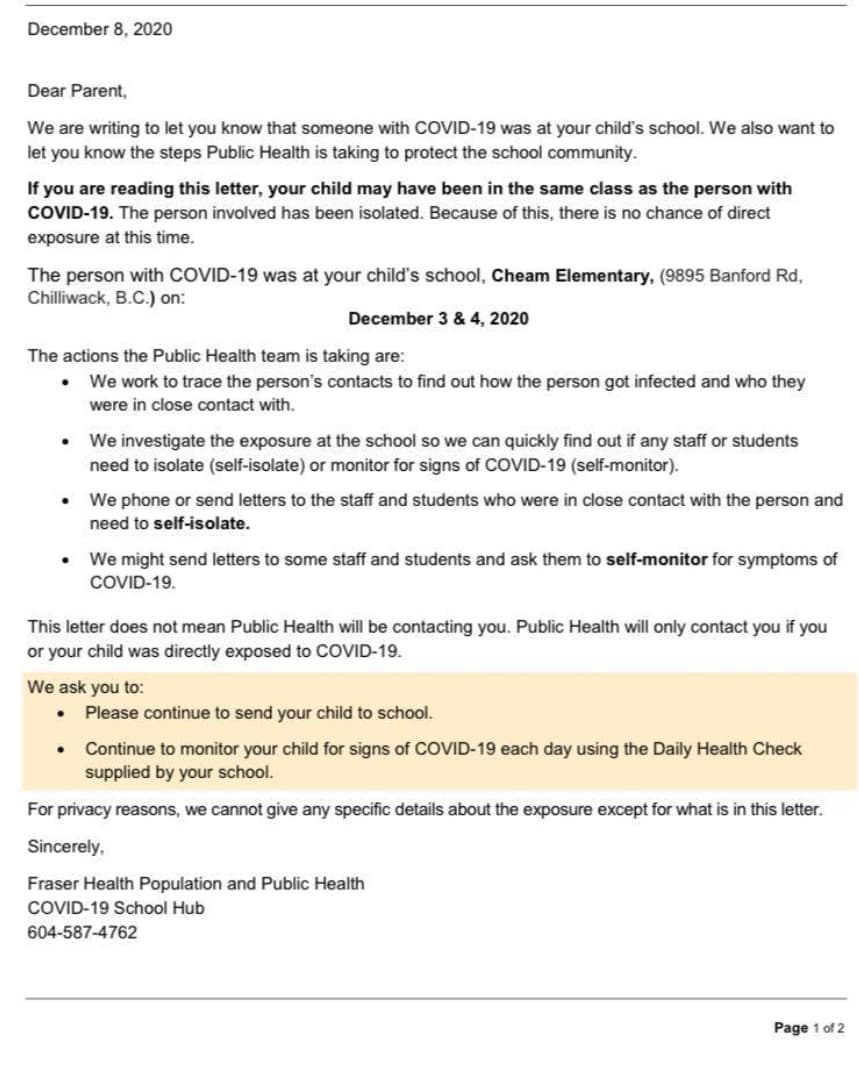 December 8, 2020
Dear Parent,
We are writing to let you know that someone with COVID-19 was at your child's school. We also want to
let you know the steps Public Health is taking to protect the school community.
If you are reading this letter, your child may have been in the same class as the person with
COVID-19. The person involved has been isolated. Because of this, there is no chance of direct
exposure at this time.
The person with COVID-19 was at your child's school, Cheam Elementary, (9895 Banford Rd,
Chilliwack, B.C.) on:
December 3 & 4, 2020
The actions the Public Health team is taking are:
• We work to trace the person's contacts to find out how the person got infected and who they
were in close contact with.
• We investigate the exposure at the school so we can quickly find out if any staff or students
need to isolate (self-isolate) or monitor for signs of COVID-19 (self-monitor).
• We phone or send letters to the staff and students who were in close contact with the person and
need to self-isolate.
• We might send letters to some staff and students and ask them to self-monitor for symptoms of
COVID-19.
This letter does not mean Public Health will be contacting you. Public Health will only contact you if you
or your child was directly exposed to COVID-19.
We ask you to:
• Please continue to send your child to school.
• Continue to monitor your child for signs of COVID-19 each day using the Daily Health Check
supplied by your school.
For privacy reasons, we cannot give any specific details about the exposure except for what is in this letter.
Sincerely,
Fraser Health Population and Public Health
COVID-19 School Hub
604-587-4762
Page 1 of 2